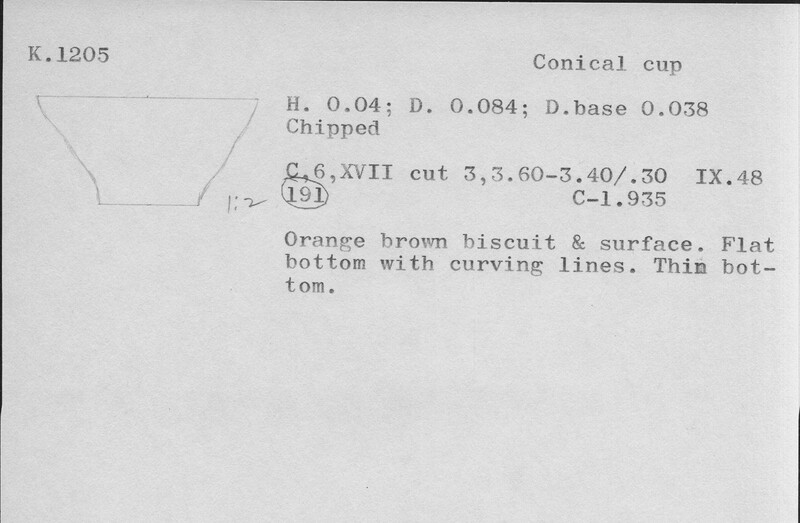 K.1205
Conical cup
H. 0.04; D. 0.084; D.base 0.038
Chipped
C,6,XVII cut 3,3.60-3.40/.30 IX.48
191 C-1.935
1:2
Orange brown biscuit & surface. Flat
bottom with curving lines. Thin bot-
tom.